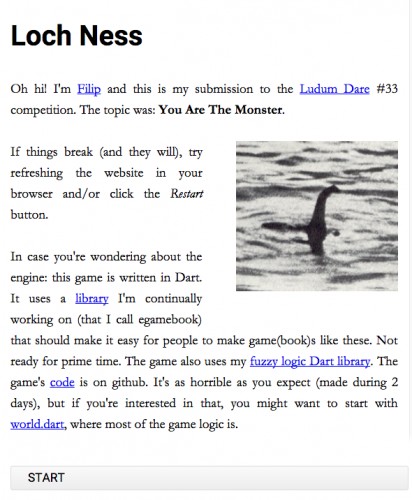 Loch Ness
Oh hi! I'm Filip and this is my submission to the Ludum Dare #33
competition. The topic was: You Are The Monster.
If things break (and they will), try
refreshing the website in your
browser and/or click the Restart
button.
In case you're wondering about the
engine: this game is written in Dart.
It uses a library I'm continually
working on (that I call egamebook)
that should make it easy for people to make game(book)s like these. Not
ready for prime time. The game also uses my fuzzy logic Dart library. The
game's code is on github. It's as horrible as you expect (made during 2
days), but if you're interested in that, you might want to start with
world.dart, where most of the game logic is.
START